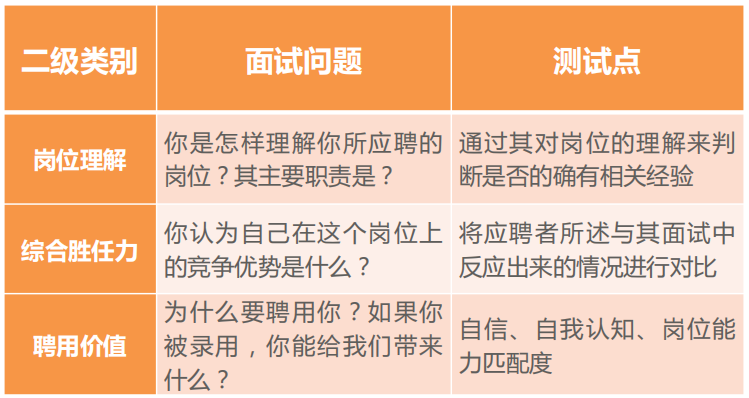 二级类别 面试问题 测试点
岗位理解
你是怎样理解你所应聘的
岗位？其主要职责是？
通过其对岗位的理解来判
断是否的确有相关经验
综合胜任力
你认为自己在这个岗位上
的竞争优势是什么？
将应聘者所述与其面试中
反应出来的情况进行对比
聘用价值
为什么要聘用你？如果你
被录用，你能给我们带来
什么？
自信、自我认知、岗位能
力匹配度